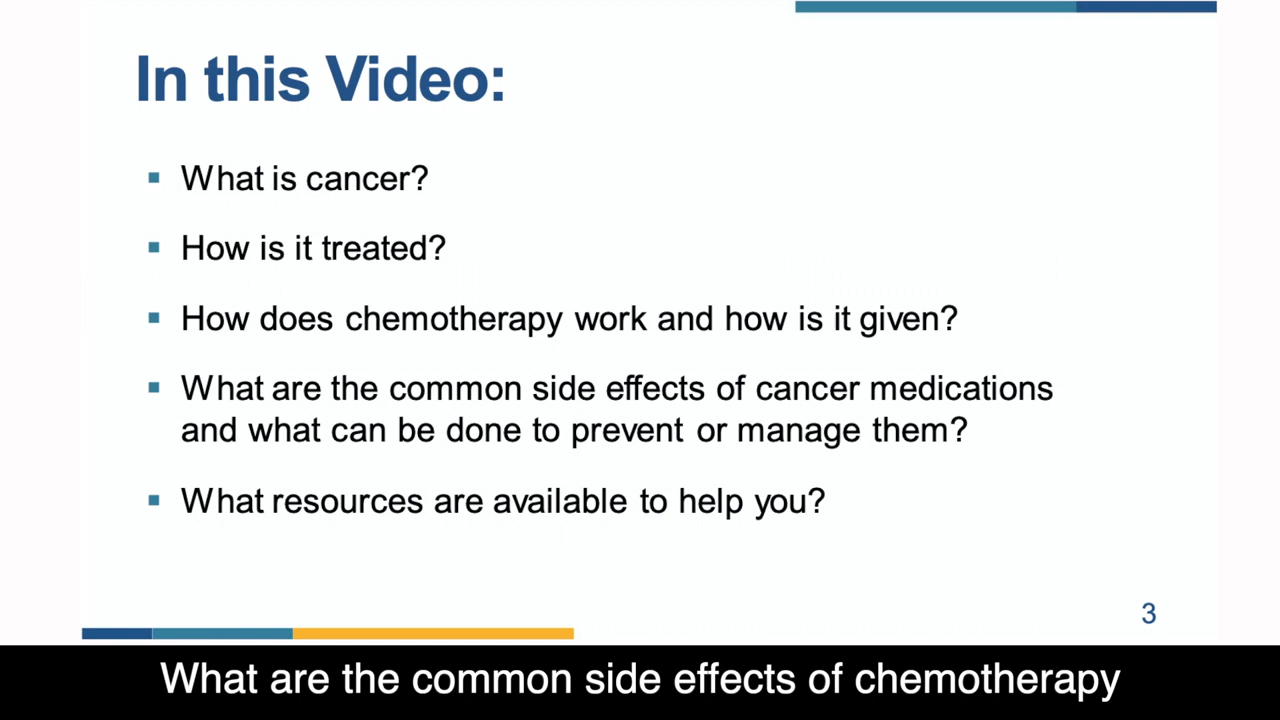 In this Video:
What is cancer?
How is it treated?
How does chemotherapy work and how is it given?
What are the common side effects of cancer medications
and what can be done to prevent or manage them?
What resources are available to help you?
3
What are the common side effects of chemotherapy